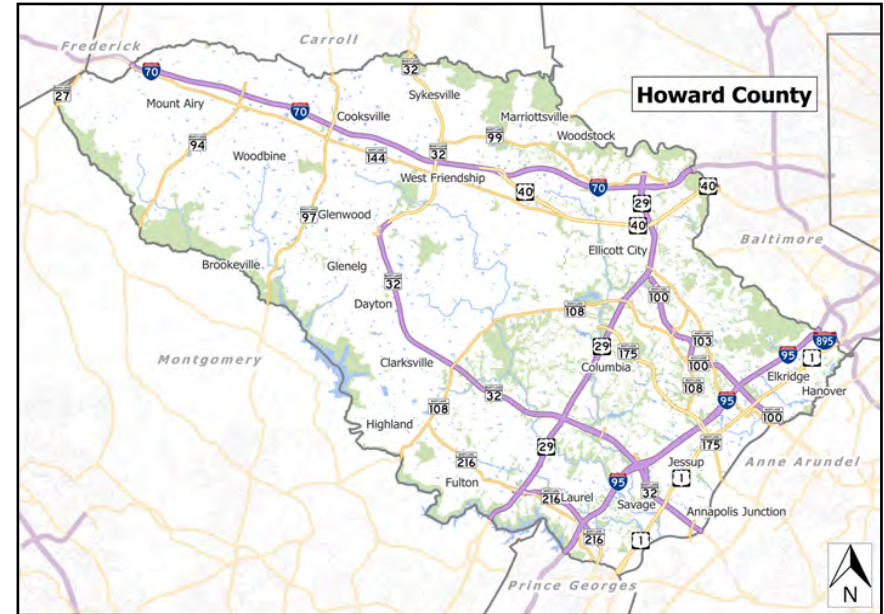 Carroll
Frederick
70
32
27
Mount Airy
70
Sykesville
Howard County
Cooksville
Marriottsville
99
Woodstock
94
144
32
Woodbine
West Friendship
40
70
40
29
97
Glenwood
40
Ellicott City
Baltimore
Brookeville
Glenelg
32
100
Dayton
108
103
895
29
175
95
1
Montgomery
Clarksville
Columbia
100
Elkridge
32
108
Hanover
108
95
100
Highland
29
175
216
Jessup
Anne Arundel
Fulton
95
32
1
216
Laurel
Savage
Annapolis Junction
216
1
Prince Georges
N